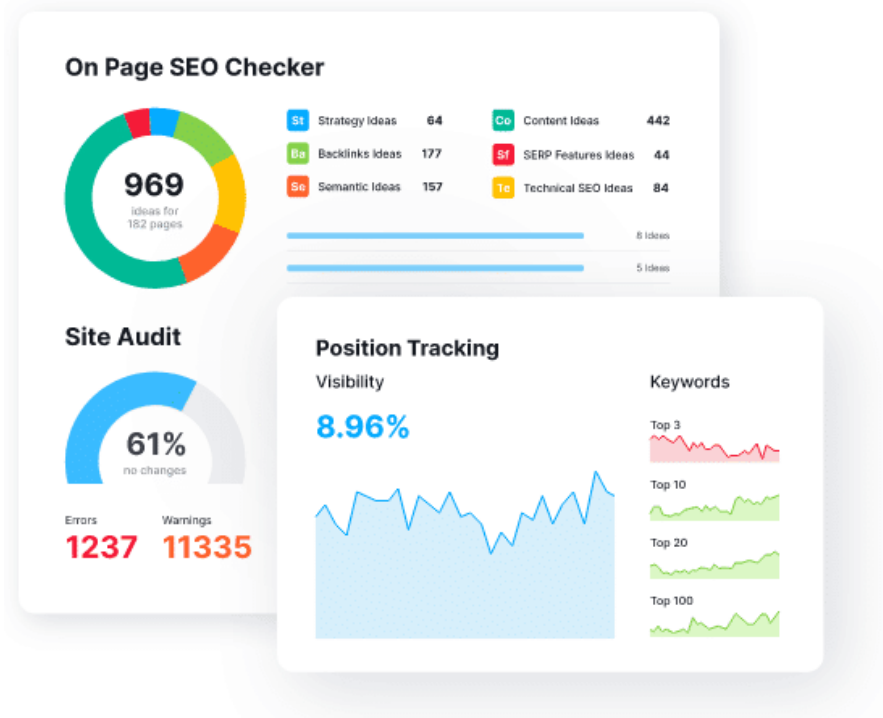 On Page SEO Checker
969
ideas for
182 pages
St Strategy Ideas 64
Co Content Ideas 442
Ba Backlinks Ideas 177
Sf SERP Features Ideas 44
Se Semantic Ideas 157
Te Technical SEO Ideas 84
8 Ideas
5 Ideas
Site Audit
61%
no changes
Errors
1237
Warnings
11335
Position Tracking
Visibility
8.96%
Keywords
Top 3
Top 10
Top 20
Top 100